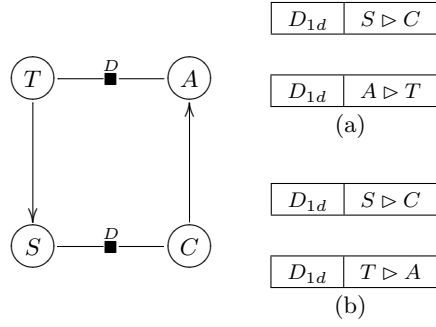 T D A
S D C
D1d S ▷ C
D1d A ▷ T
(a)
D1d S ▷ C
D1d T ▷ A
(b)